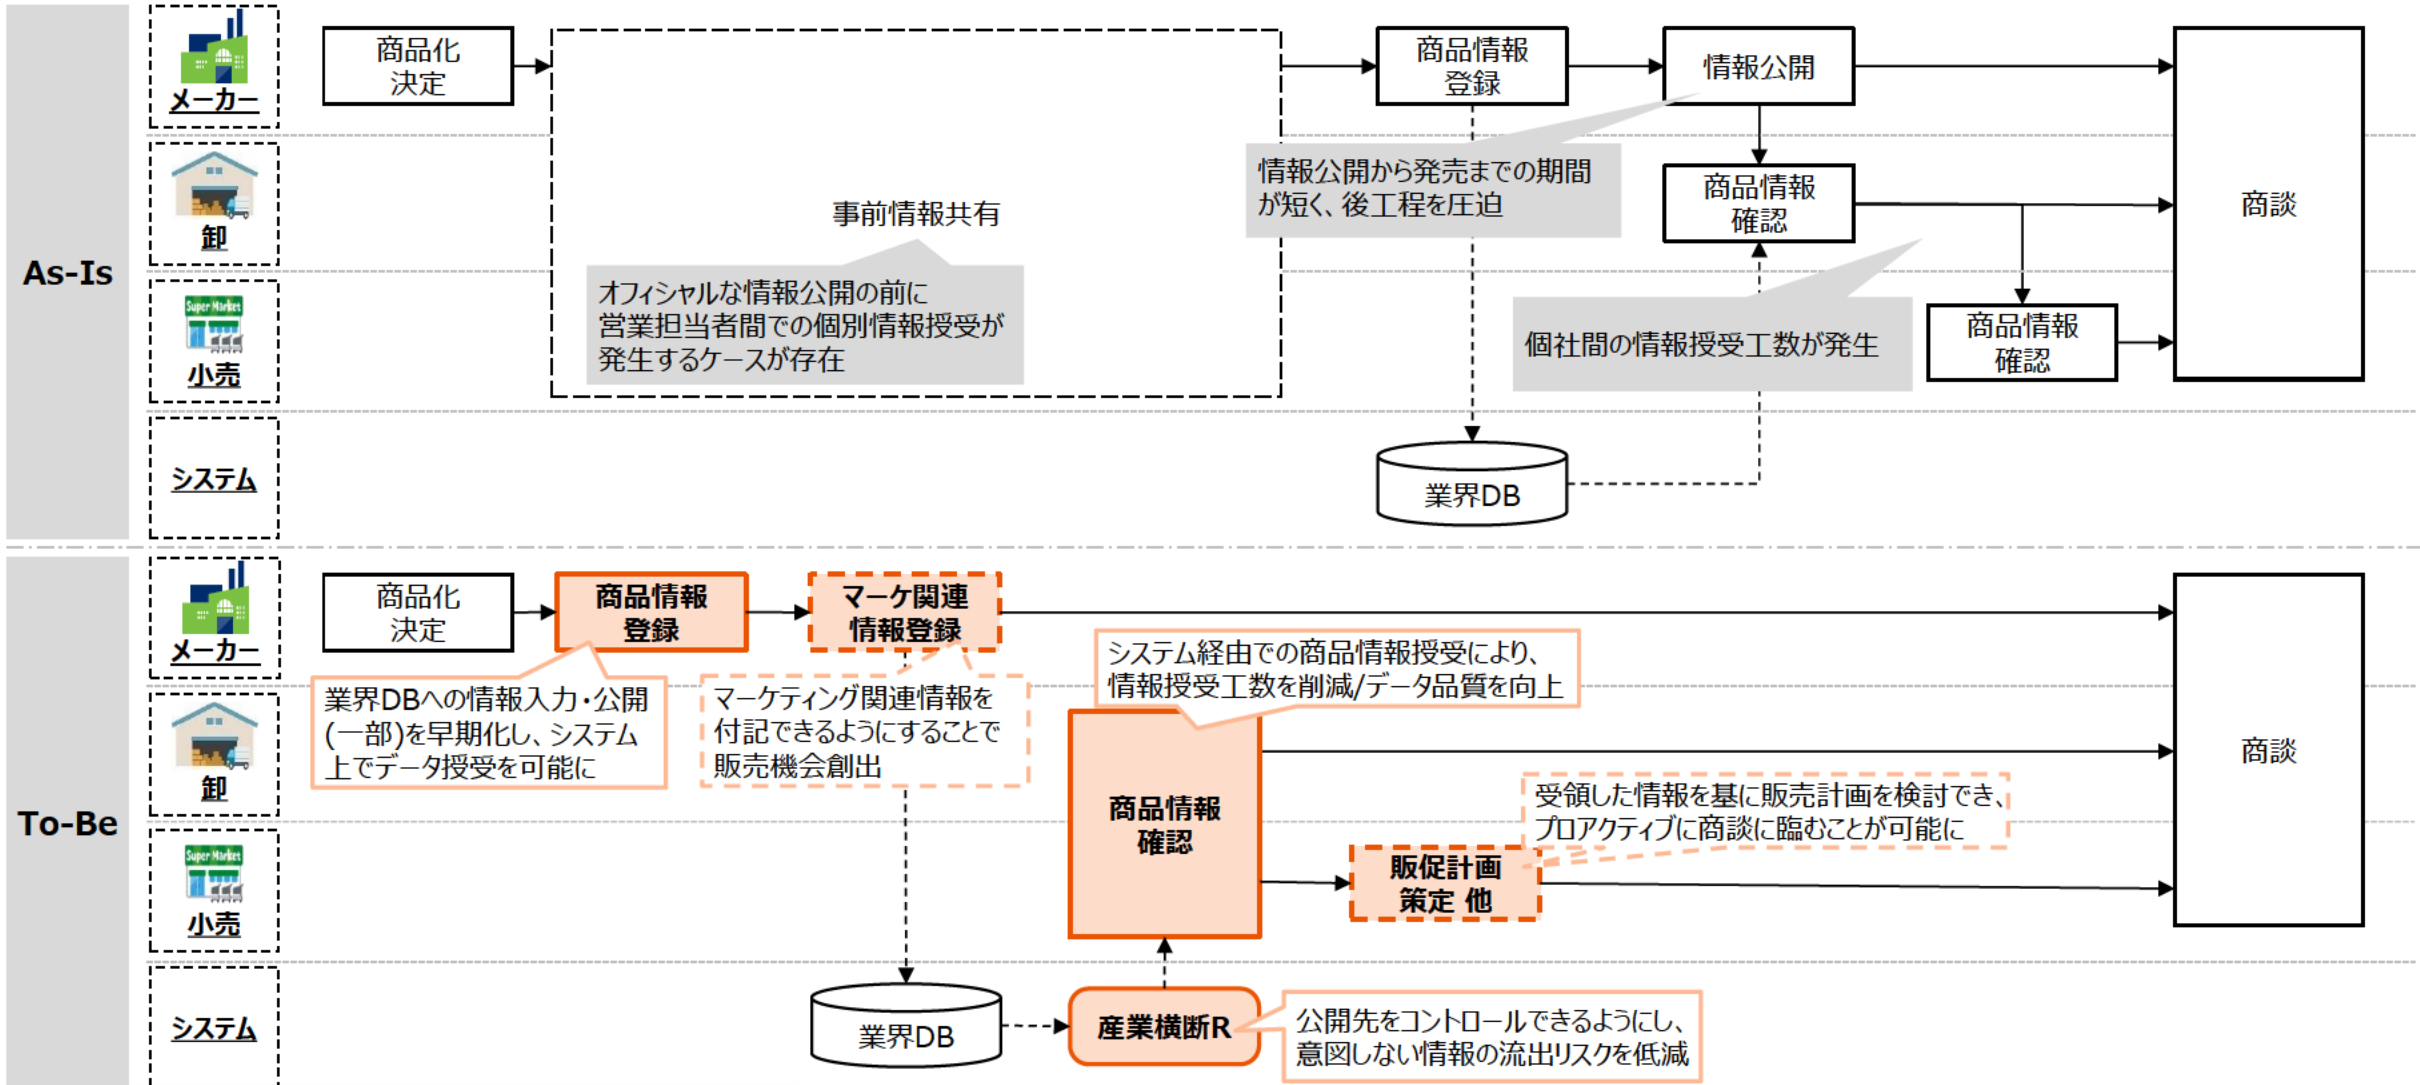 As-Is
メーカー
商品化
決定
商品情報
登録
情報公開
商談
卸
事前情報共有
情報公開から発売までの期間
が短く、後工程を圧迫
商品情報
確認
Super Market
小売
オフィシャルな情報公開の前に
営業担当者間での個別情報授受が
発生するケースが存在
個社間の情報授受工数が発生
商品情報
確認
システム
業界DB
To-Be
メーカー
商品化
決定
商品情報
登録
マーケ関連
情報登録
システム経由での商品情報授受により、
情報授受工数を削減/データ品質を向上
商談
卸
業界DBへの情報入力・公開
(一部)を早期化し、システム
上でデータ授受を可能に
マーケティング関連情報を
付記できるようにすることで
販売機会創出
商品情報
確認
受領した情報を基に販売計画を検討でき、
プロアクティブに商談に臨むことが可能に
Super Market
小売
販促計画
策定 他
システム
業界DB
産業横断R
公開先をコントロールできるようにし、
意図しない情報の流出リスクを低減